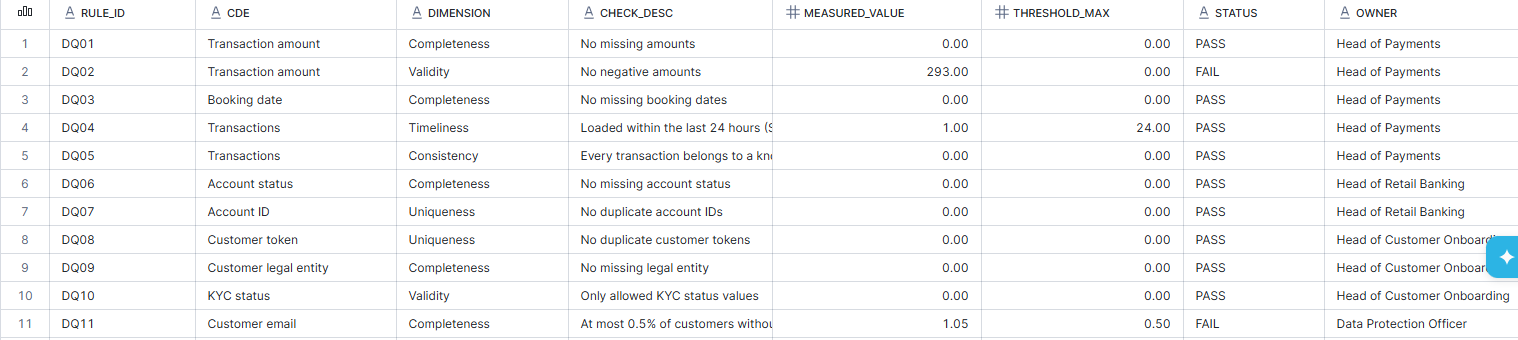 RULE_ID CDE DIMENSION CHECK_DESC MEASURED_VALUE THRESHOLD_MAX STATUS OWNER
1 DQ01 Transaction amount Completeness No missing amounts 0.00 0.00 PASS Head of Payments
2 DQ02 Transaction amount Validity No negative amounts 293.00 0.00 FAIL Head of Payments
3 DQ03 Booking date Completeness No missing booking dates 0.00 0.00 PASS Head of Payments
4 DQ04 Transactions Timeliness Loaded within the last 24 hours 1.00 24.00 PASS Head of Payments
5 DQ05 Transactions Consistency Every transaction belongs to a 0.00 0.00 PASS Head of Payments
6 DQ06 Account status Completeness No missing account status 0.00 0.00 PASS Head of Retail Banking
7 DQ07 Account ID Uniqueness No duplicate account IDs 0.00 0.00 PASS Head of Retail Banking
8 DQ08 Customer token Uniqueness No duplicate customer tokens 0.00 0.00 PASS Head of Customer
9 DQ09 Customer legal entity Completeness No missing legal entity 0.00 0.00 PASS Head of Customer
10 DQ10 KYC status Validity Only allowed KYC status values 0.00 0.00 PASS Head of Customer Onboarding
11 DQ11 Customer email Completeness At most 0.5% of customers 1.05 0.50 FAIL Data Protection Officer